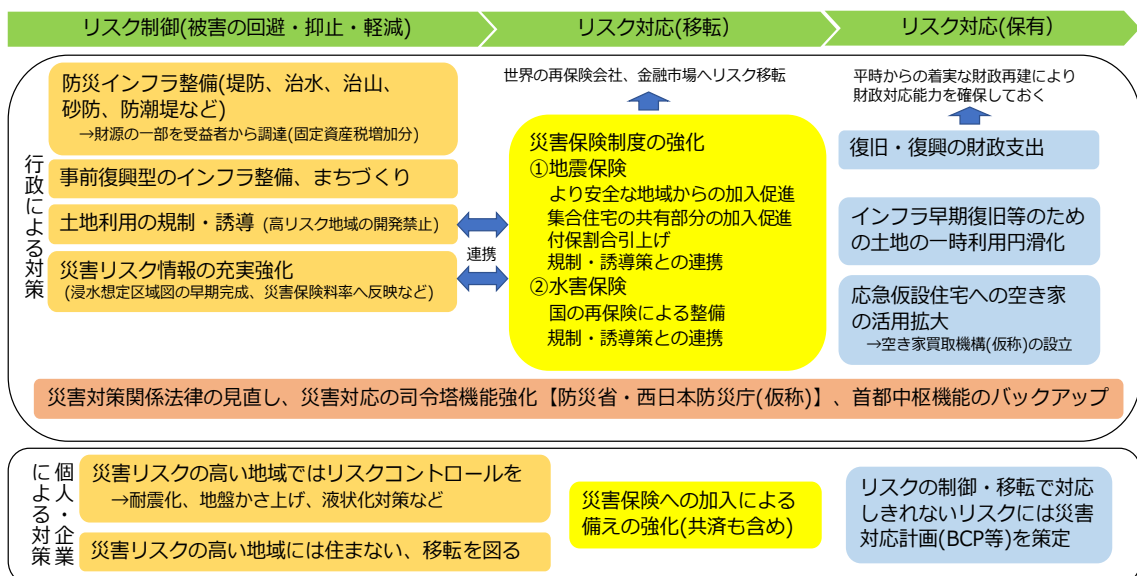 リスク制御(被害の回避・抑止・軽減)
リスク対応(移転)
リスク対応(保有)
行政による対策
防災インフラ整備(堤防、治水、治山、
砂防、防潮堤など)
→財源の一部を受益者から調達(固定資産税増加分)
事前復興型のインフラ整備、まちづくり
土地利用の規制・誘導 (高リスク地域の開発禁止)
災害リスク情報の充実強化
(浸水想定区域図の早期完成、災害保険料率へ反映など)
連携
世界の再保険会社、金融市場へリスク移転
災害保険制度の強化
①地震保険
より安全な地域からの加入促進
集合住宅の共有部分の加入促進
付保割合引上げ
規制・誘導策との連携
②水害保険
国の再保険による整備
規制・誘導策との連携
平時からの着実な財政再建により
財政対応能力を確保しておく
復旧・復興の財政支出
インフラ早期復旧等のため
の土地の一時利用円滑化
応急仮設住宅への空き家
の活用拡大
→空き家買取機構(仮称)の設立
災害対策関係法律の見直し、災害対応の司令塔機能強化【防災省・西日本防災庁(仮称)】、首都中枢機能のバックアップ
個人・企業
による対策
災害リスクの高い地域ではリスクコントロールを
→耐震化、地盤かさ上げ、液状化対策など
災害リスクの高い地域には住まない、移転を図る
災害保険への加入による
備えの強化(共済も含め)
リスクの制御・移転で対応
しきれないリスクには災害
対応計画(BCP等)を策定